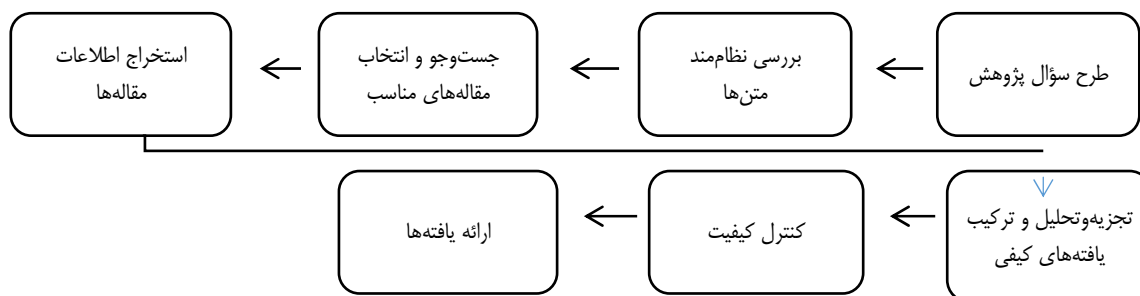 طرح سؤال پژوهش
بررسی نظام‌مند
متن‌ها
جست‌وجو و انتخاب
مقاله‌های مناسب
استخراج اطلاعات
مقاله‌ها
تجزیه‌وتحلیل و ترکیب
یافته‌های کیفی
کنترل کیفیت
ارائه یافته‌ها